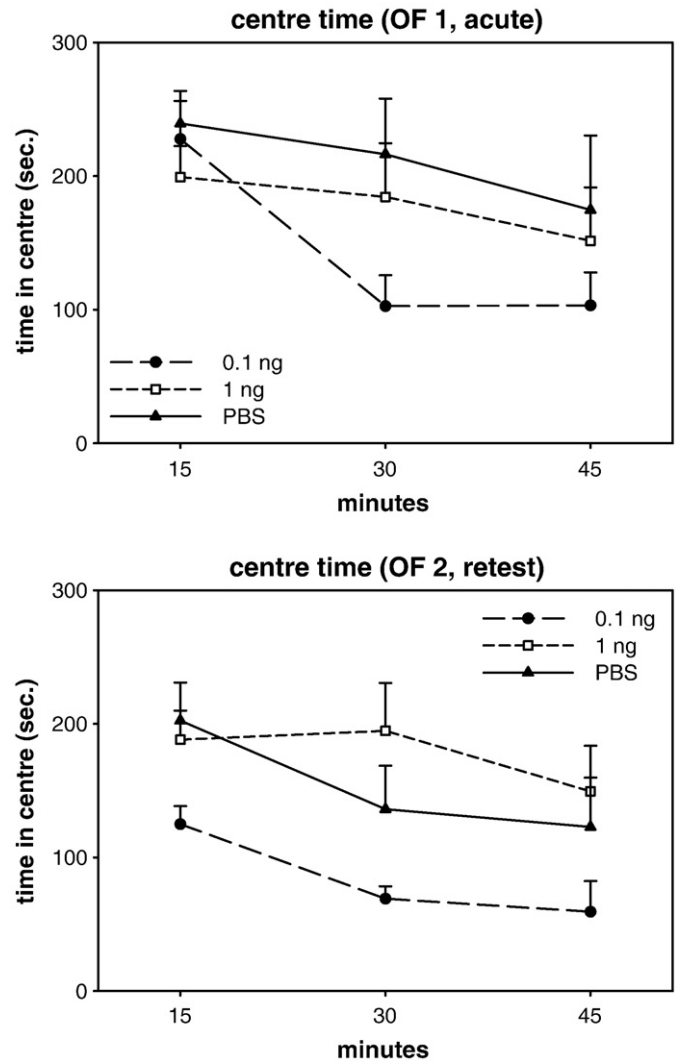 centre time (OF 1, acute)
300
200
100
0
time in centre (sec.)
0.1 ng
1 ng
PBS
15 30 45
minutes
centre time (OF 2, retest)
300
200
100
0
time in centre (sec.)
0.1 ng
1 ng
PBS
15 30 45
minutes